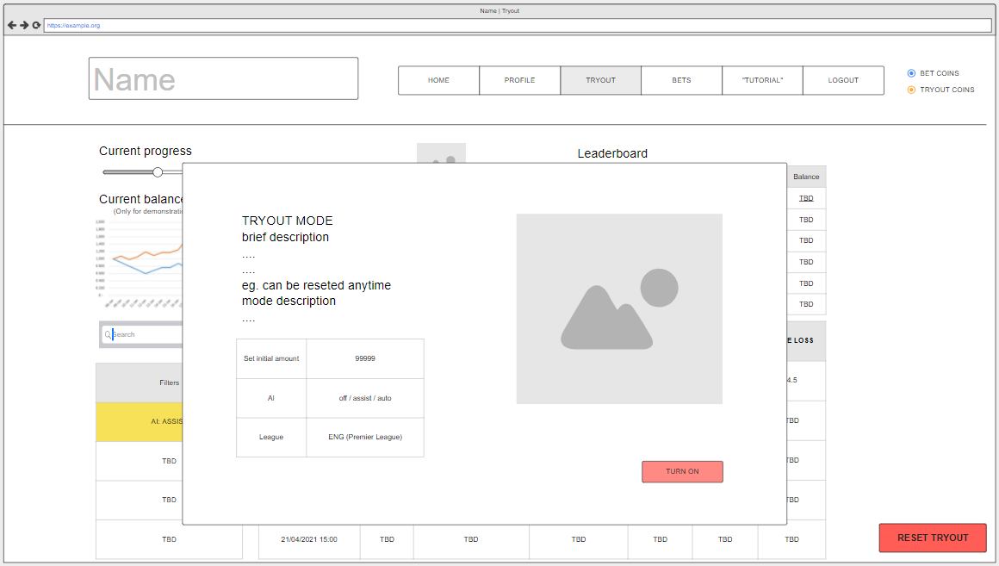 Name | Tryout
https://example.org
Name
HOME
PROFILE
TRYOUT
BETS
"TUTORIAL"
LOGOUT
BET COINS
TRYOUT COINS
Current progress
Leaderboard
Balance
TBD
TBD
TBD
TBD
TBD
TBD
Current balance
(Only for demonstrati
TRYOUT MODE
brief description
....
....
eg. can be reseted anytime
mode description
....
Set initial amount 99999
AI off / assist / auto
League ENG (Premier League)
TURN ON
Search
Filters
AI: ASSIS
TBD
TBD
TBD
E LOSS
4.5
TBD
TBD
TBD
21/04/2021 15:00 TBD TBD TBD TBD TBD TBD
RESET TRYOUT